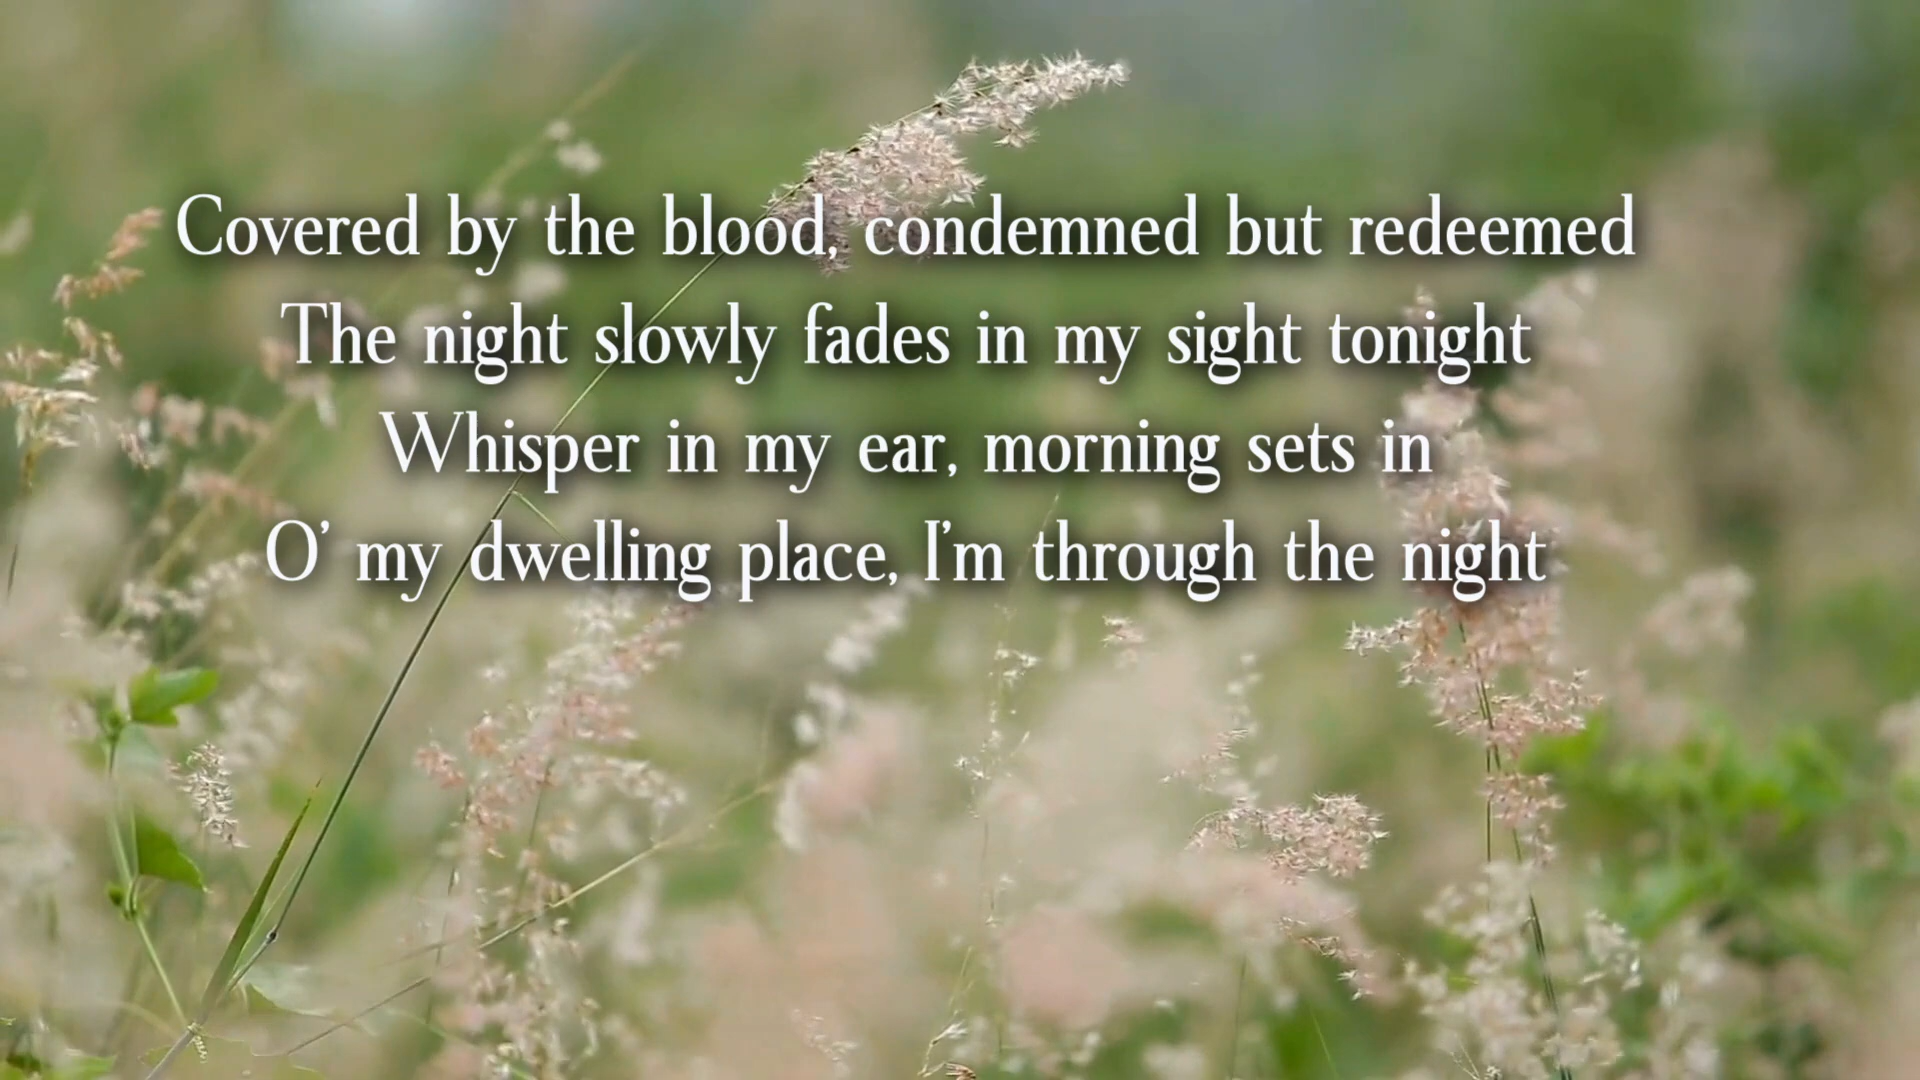 Covered by the blood, condemned but redeemed
The night slowly fades in my sight tonight
Whisper in my ear, morning sets in
O' my dwelling place, I'm through the night